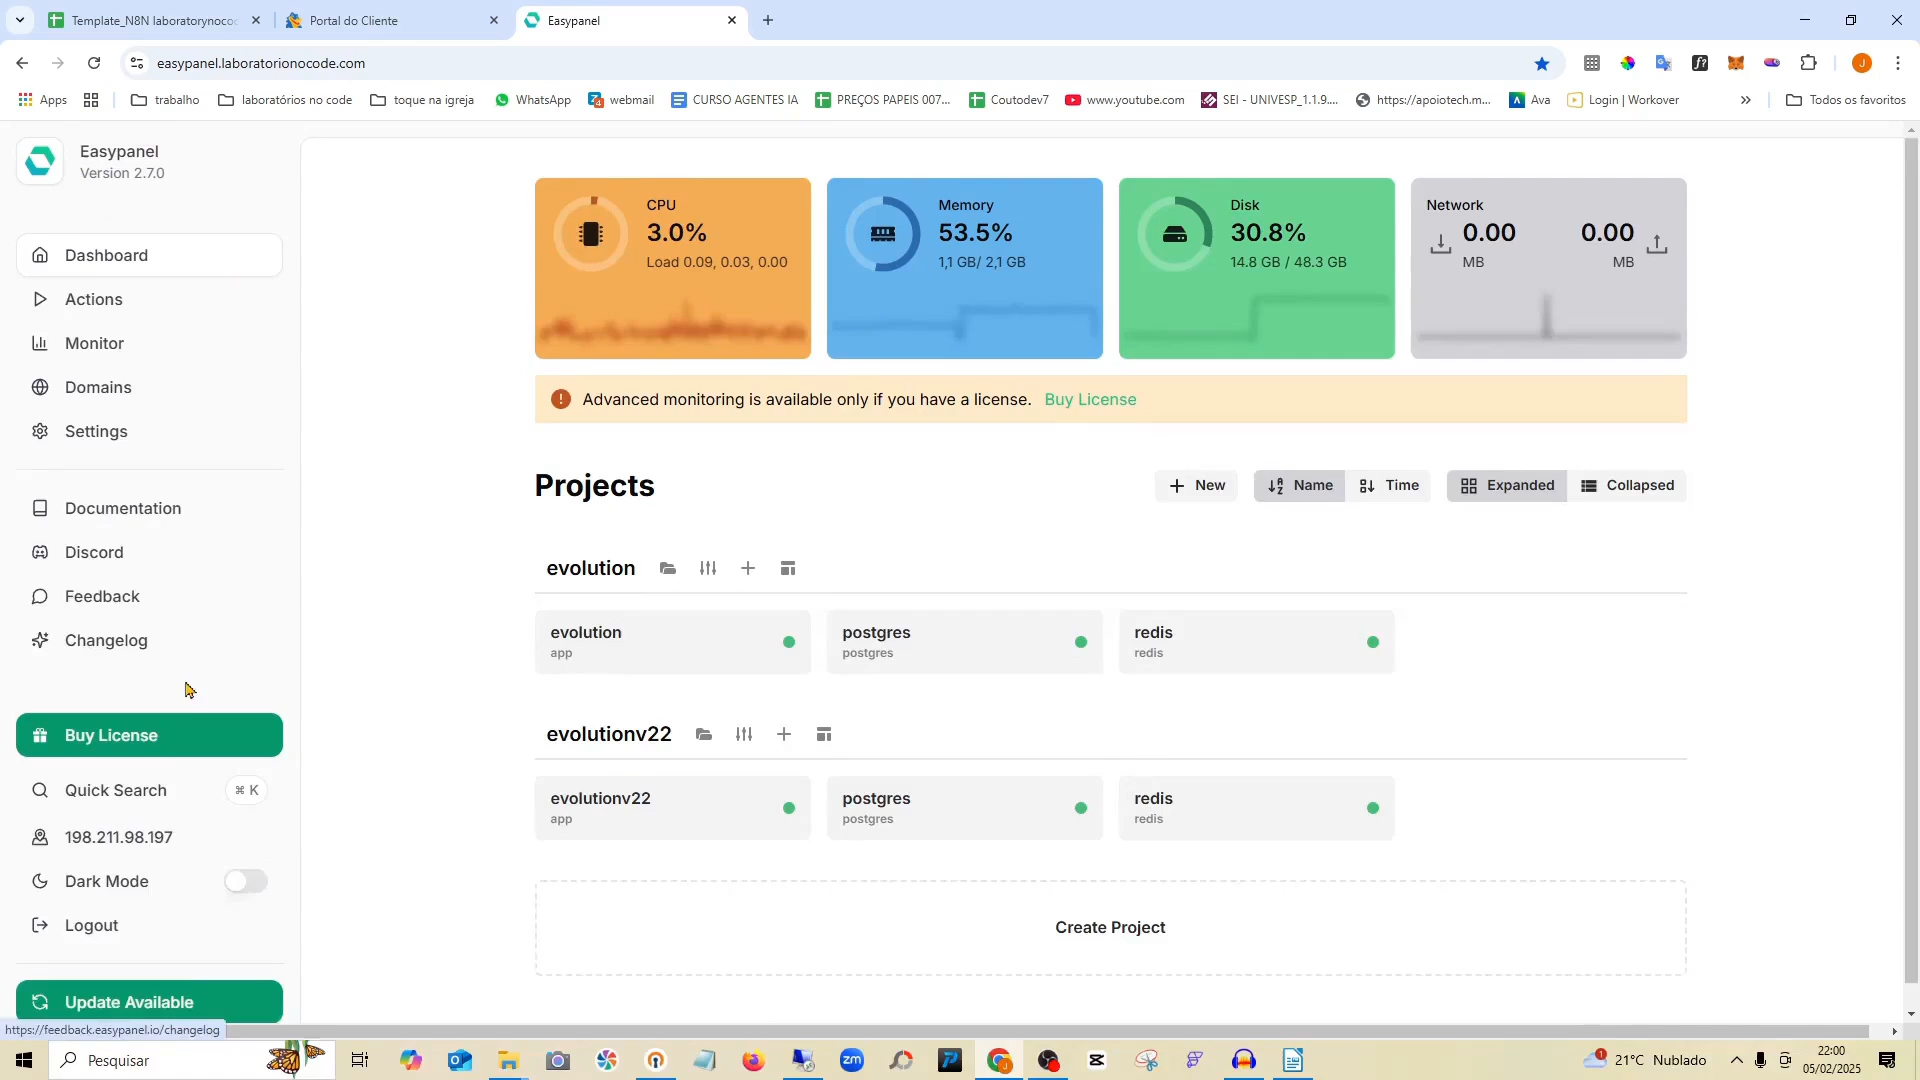 Template_N8N laboratorynoco
Portal do Cliente
Easypanel
easypanel.laboratorionocode.com
Apps
trabalho
laboratórios no code
toque na igreja
WhatsApp
webmail
CURSO AGENTES IA
PREÇOS PAPEIS 007...
Coutodev7
www.youtube.com
SEI - UNIVESP_1.1.9....
https://apoiotech.m...
Ava
Login | Workover
Todos os favoritos
Easypanel
Version 2.7.0
Dashboard
Actions
Monitor
Domains
Settings
Documentation
Discord
Feedback
Changelog
Buy License
Quick Search
⌘ K
198.211.98.197
Dark Mode
Logout
Update Available
https://feedback.easypanel.io/changelog
CPU
3.0%
Load 0.09, 0.03, 0.00
Memory
53.5%
1,1 GB/ 2,1 GB
Disk
30.8%
14.8 GB / 48.3 GB
Network
0.00
MB
0.00
MB
Advanced monitoring is available only if you have a license. Buy License
Projects
New
Name
Time
Expanded
Collapsed
evolution
evolution
app
postgres
postgres
redis
redis
evolutionv22
evolutionv22
app
postgres
postgres
redis
redis
Create Project
Pesquisar
21°C Nublado
22:00
05/02/2025